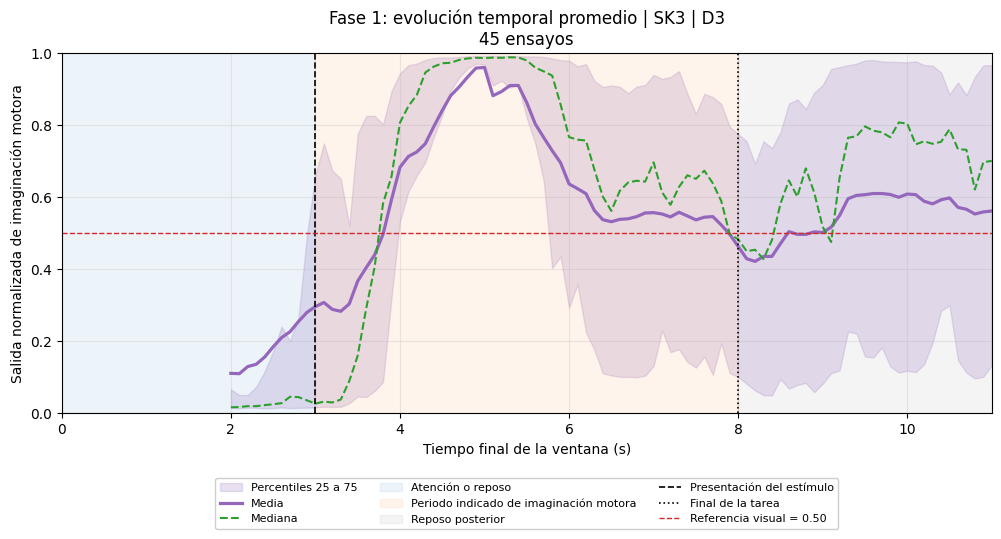 Fase 1: evolución temporal promedio | SK3 | D3
45 ensayos
Salida normalizada de imaginación motora
1.0
0.8
0.6
0.4
0.2
0.0
0
2
4
6
8
10
Tiempo final de la ventana (s)
Percentiles 25 a 75
Media
Mediana
Atención o reposo
Periodo indicado de imaginación motora
Reposo posterior
Presentación del estímulo
Final de la tarea
Referencia visual = 0.50